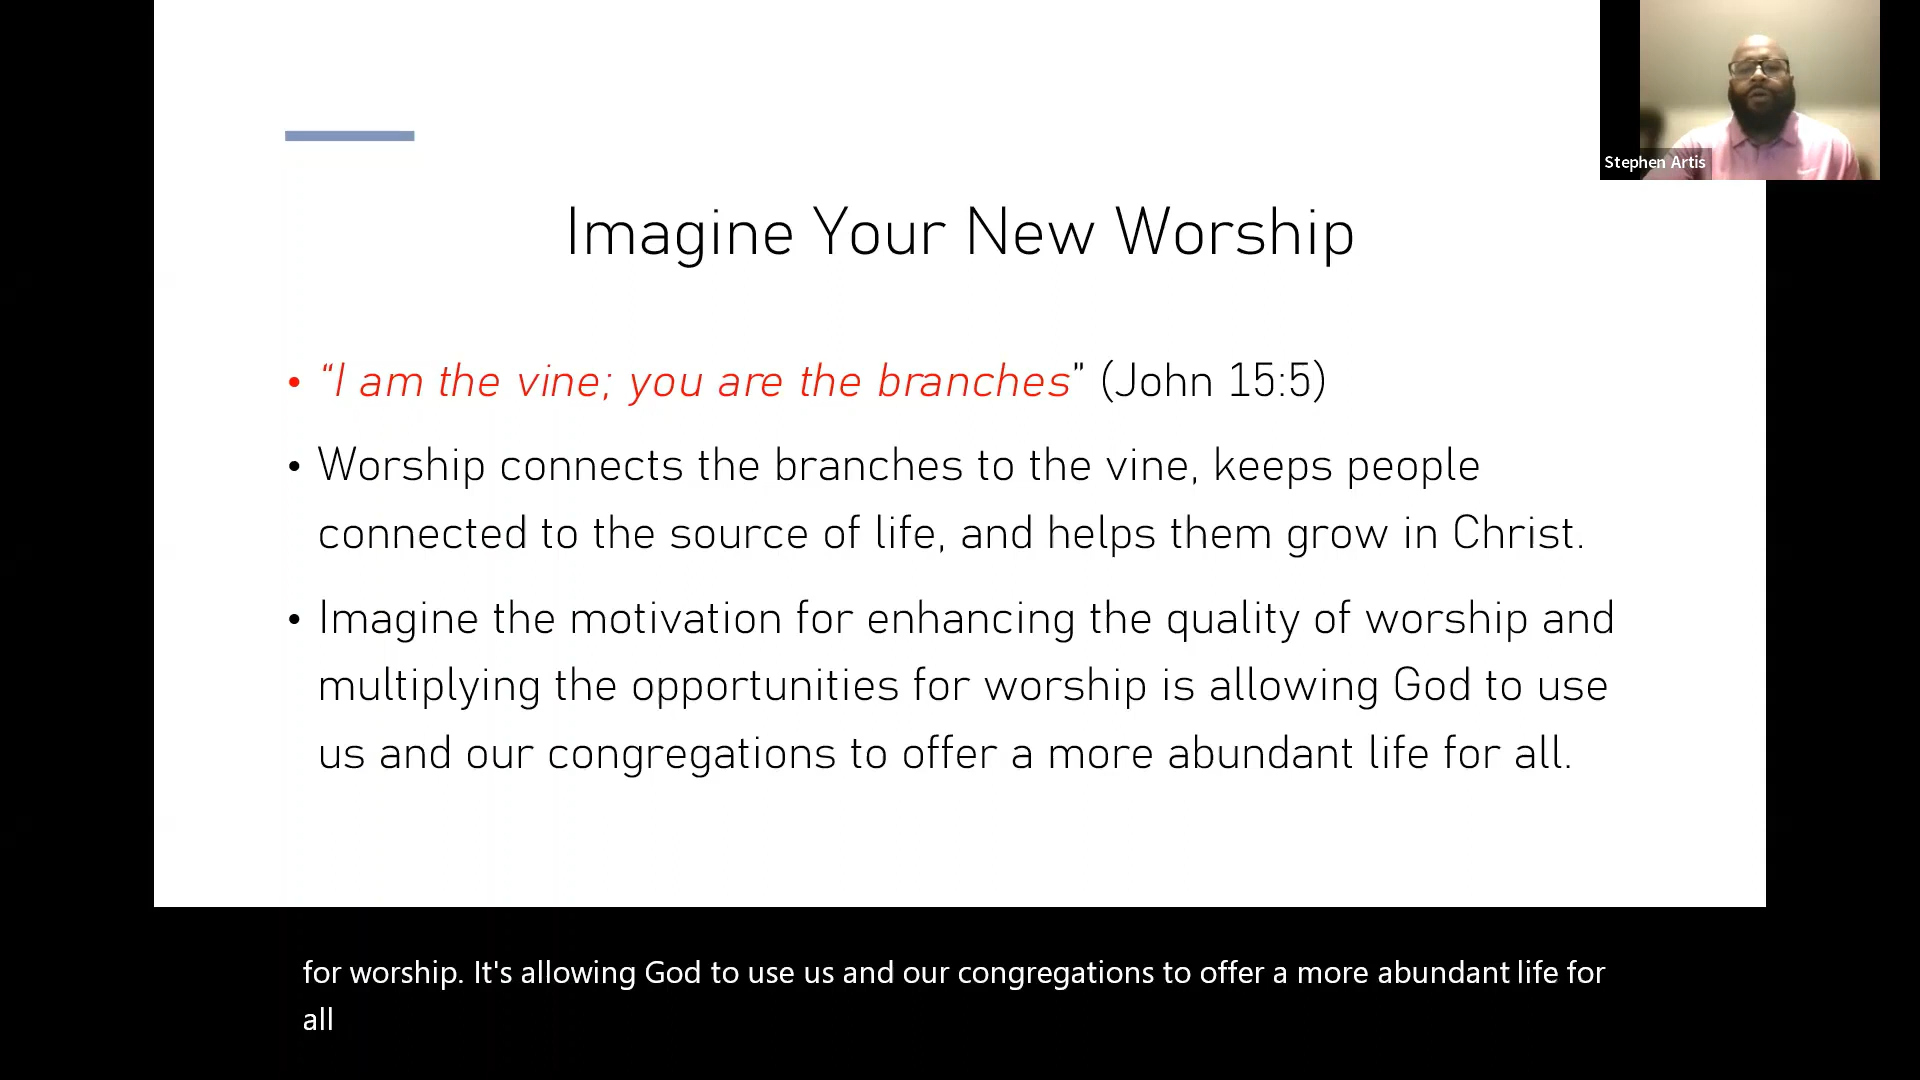 Stephen Artis
Imagine Your New Worship
• “I am the vine; you are the branches” (John 15:5)
• Worship connects the branches to the vine, keeps people
connected to the source of life, and helps them grow in Christ.
• Imagine the motivation for enhancing the quality of worship and
multiplying the opportunities for worship is allowing God to use
us and our congregations to offer a more abundant life for all.
for worship. It's allowing God to use us and our congregations to offer a more abundant life for
all